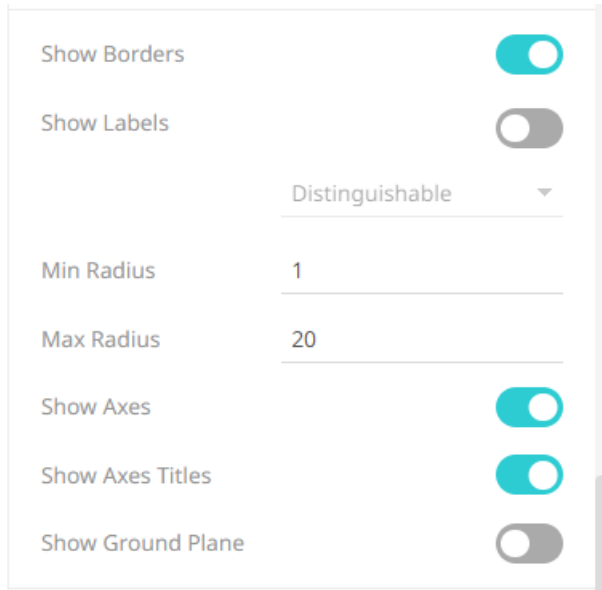 Show Borders
Show Labels
Distinguishable
Min Radius 1
Max Radius 20
Show Axes
Show Axes Titles
Show Ground Plane